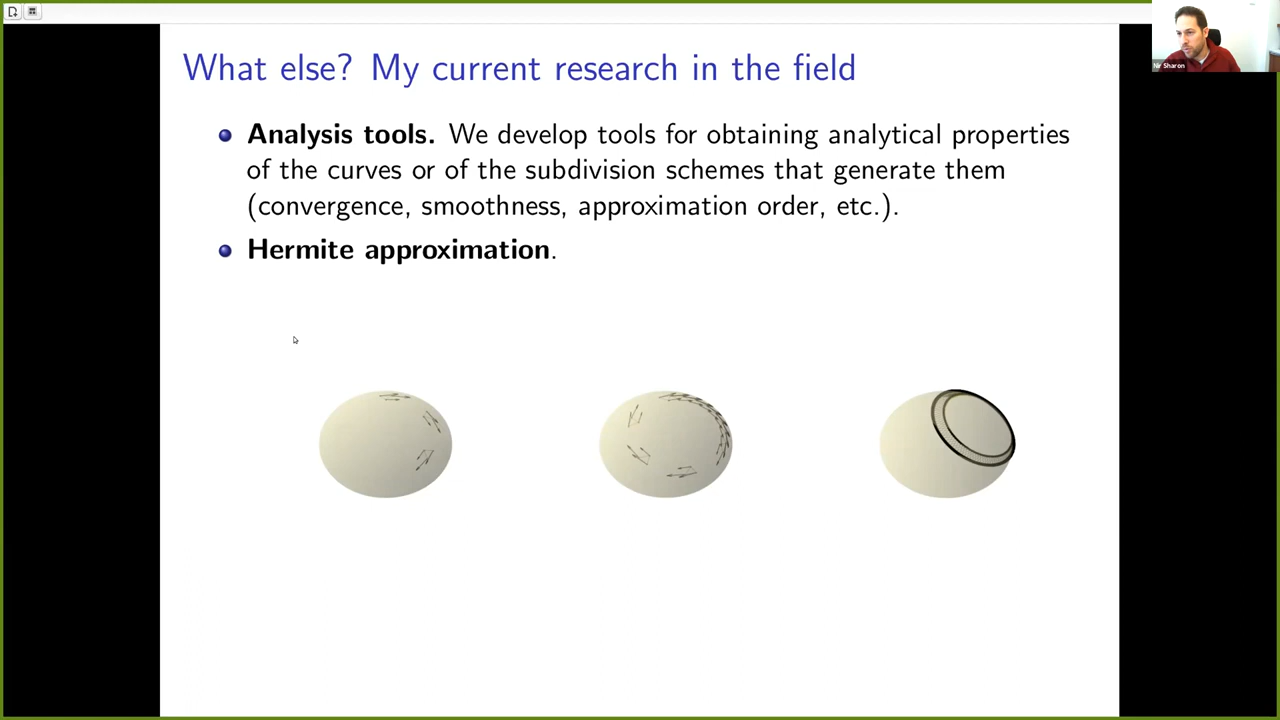 What else? My current research in the field
Analysis tools. We develop tools for obtaining analytical properties
of the curves or of the subdivision schemes that generate them
(convergence, smoothness, approximation order, etc.).
Hermite approximation.
Nir Sharon